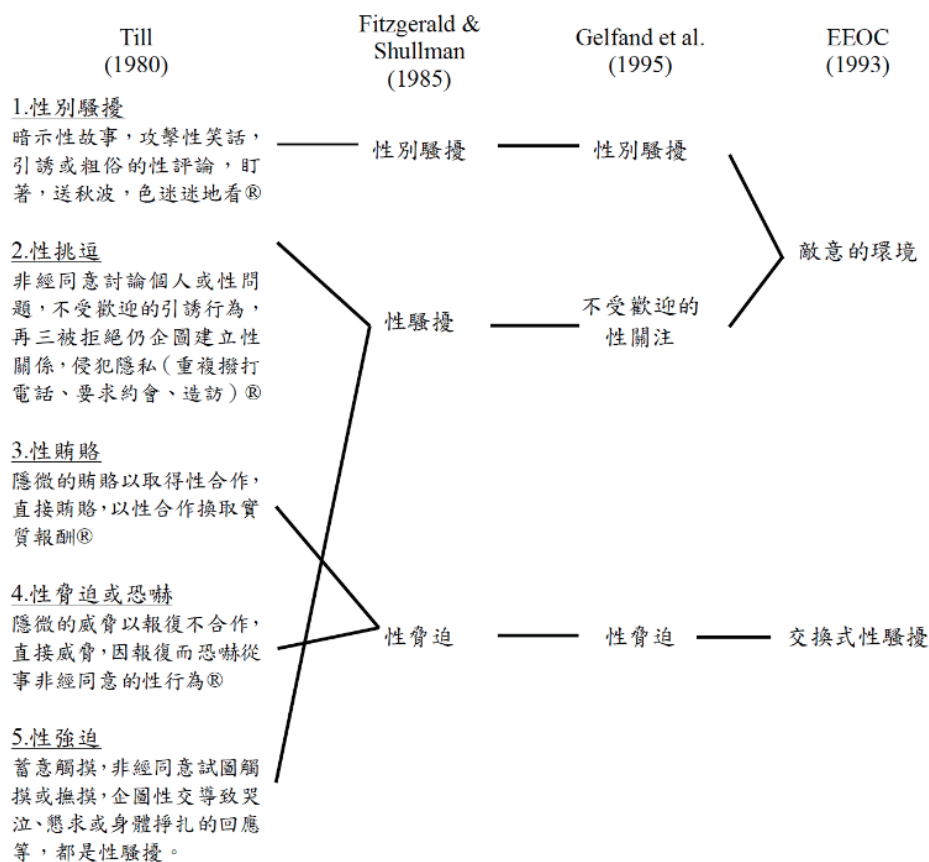 Till
(1980)
Fitzgerald &
Shullman
(1985)
Gelfand et al.
(1995)
EEOC
(1993)
1.性別騷擾
暗示性故事，攻擊性笑話，
引誘或粗俗的性評論，盯
著，送秋波，色迷迷地看®
性別騷擾
性別騷擾
2.性挑逗
非經同意討論個人或性問
題，不受歡迎的引誘行為，
再三被拒絕仍企圖建立性
關係，侵犯隱私（重複撥打
電話、要求約會、造訪）®
性騷擾
不受歡迎的
性關注
敵意的環境
3.性賄賂
隱微的賄賂以取得性合作，
直接賄賂，以性合作換取實
質報酬®
4.性脅迫或恐嚇
隱微的威脅以報復不合作，
直接威脅，因報復而恐嚇從
事非經同意的性行為®
性脅迫
性脅迫
交換式性騷擾
5.性強迫
蓄意觸摸，非經同意試圖觸
摸或撫摸，企圖性交導致哭
泣、懇求或身體掙扎的回應
等，都是性騷擾。